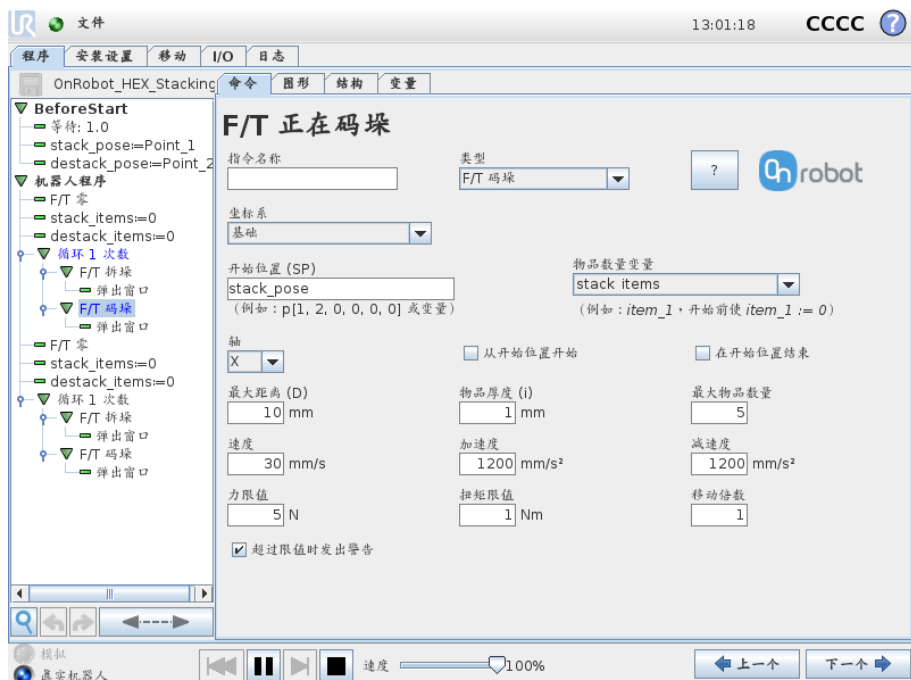 文件 13:01:18 CCCC ?
程序 安装设置 移动 I/O 日志
OnRobot_HEX_Stacking 命令 图形 结构 变量
BeforeStart
等待: 1.0
stack_pose:=Point_1
destack_pose:=Point_2
机器人程序
F/T 零
stack_items:=0
destack_items:=0
循环 1 次数
F/T 拆垛
弹出窗口
F/T 码垛
弹出窗口
F/T 零
stack_items:=0
destack_items:=0
循环 1 次数
F/T 拆垛
弹出窗口
F/T 码垛
弹出窗口
F/T 正在码垛
指令名称 类型
F/T 码垛 ? On robot
坐标系
基础
开始位置 (SP) 物品数量变量
stack_pose stack items
(例如：p[1, 2, 0, 0, 0, 0] 或变量) (例如：item_1，开始前使 item_1 := 0)
轴
X 从开始位置开始 在开始位置结束
最大距离 (D) 物品厚度 (i) 最大物品数量
10 mm 1 mm 5
速度 加速度 减速度
30 mm/s 1200 mm/s² 1200 mm/s²
力限值 扭矩限值 移动倍数
5 N 1 Nm 1
超过限值时发出警告
模拟
真实机器人
速度 100% 上一个 下一个